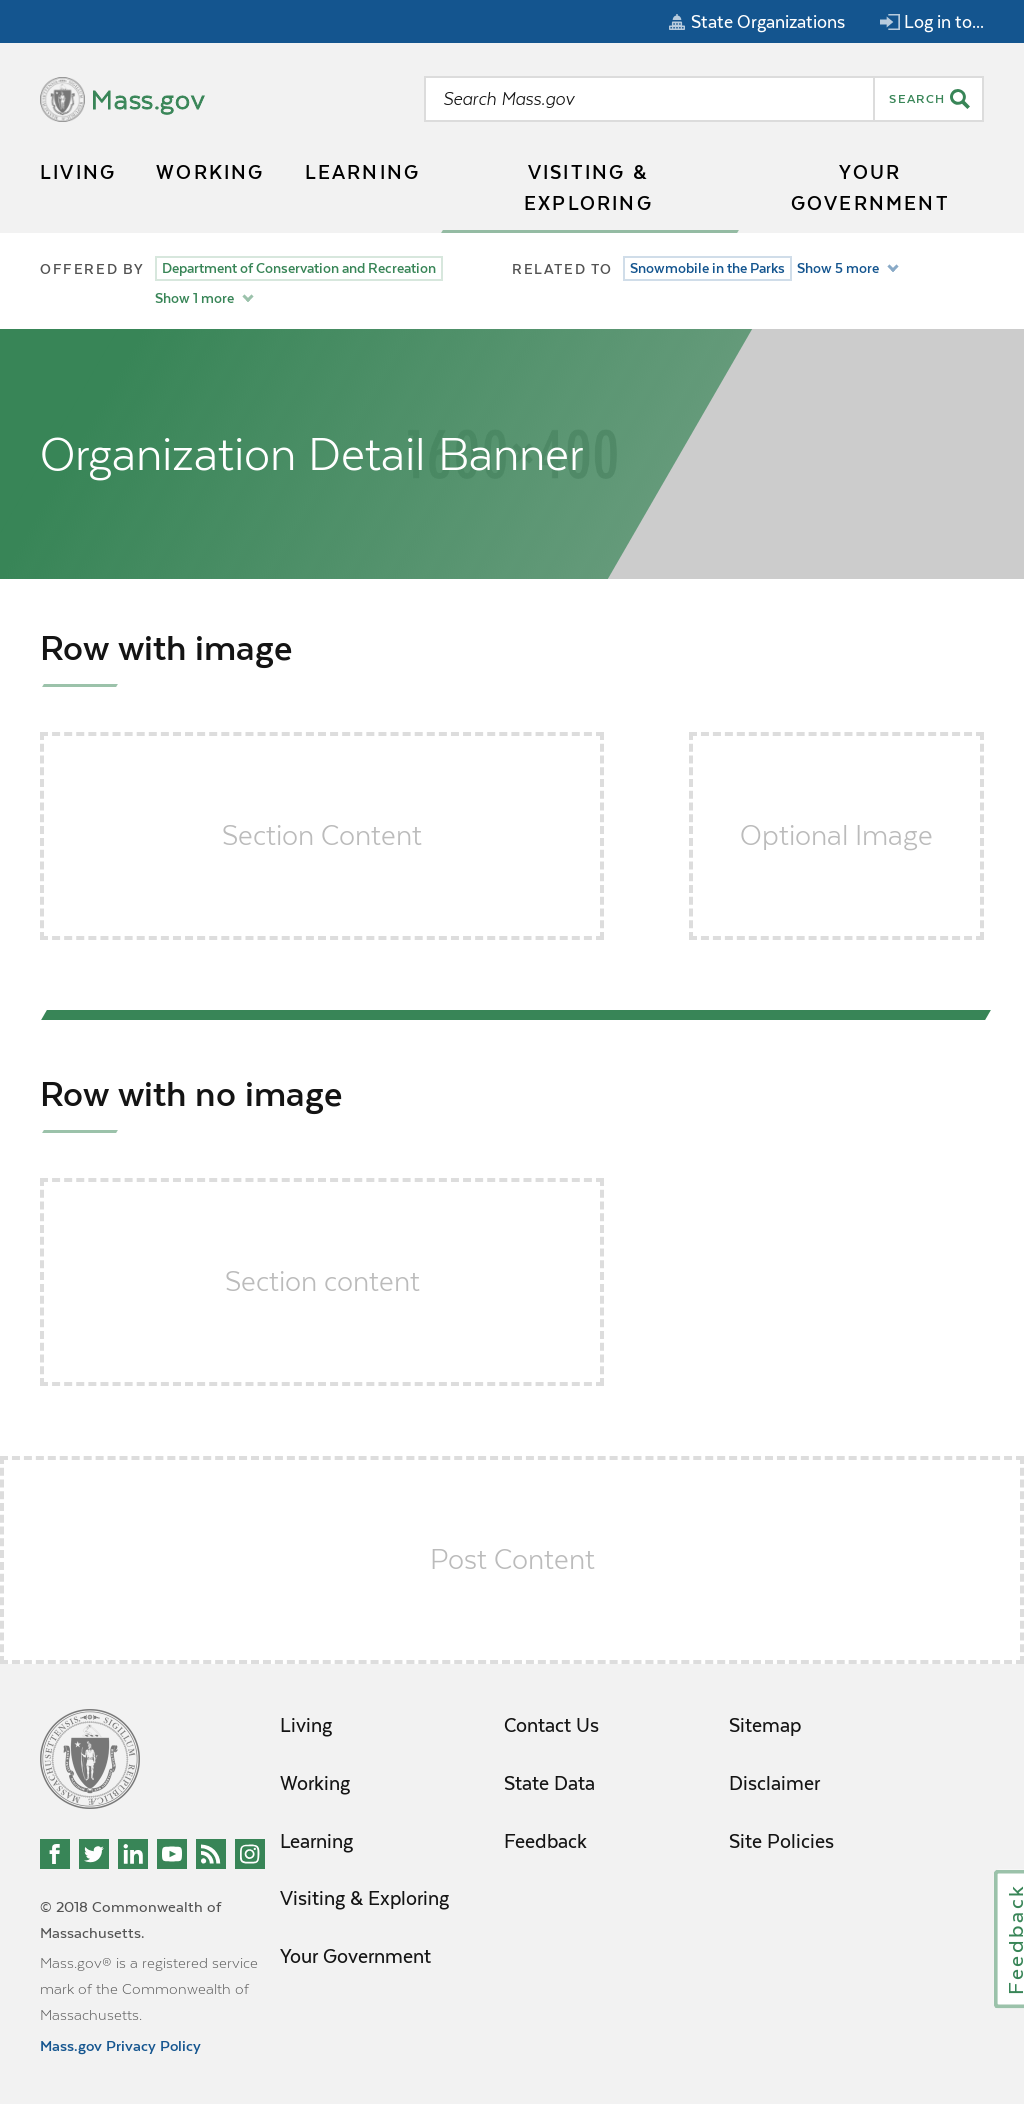 State Organizations
Log in to...
Mass.gov
Search Mass.gov
SEARCH
LIVING
WORKING
LEARNING
VISITING &
EXPLORING
YOUR
GOVERNMENT
OFFERED BY
Department of Conservation and Recreation
Show 1 more
RELATED TO
Snowmobile in the Parks
Show 5 more
Organization Detail Banner
Row with image
Section Content
Optional Image
Row with no image
Section content
Post Content
Living
Working
Learning
Visiting & Exploring
Your Government
Contact Us
State Data
Feedback
Sitemap
Disclaimer
Site Policies
© 2018 Commonwealth of
Massachusetts.
Mass.gov® is a registered service
mark of the Commonwealth of
Massachusetts.
Mass.gov Privacy Policy
Feedback